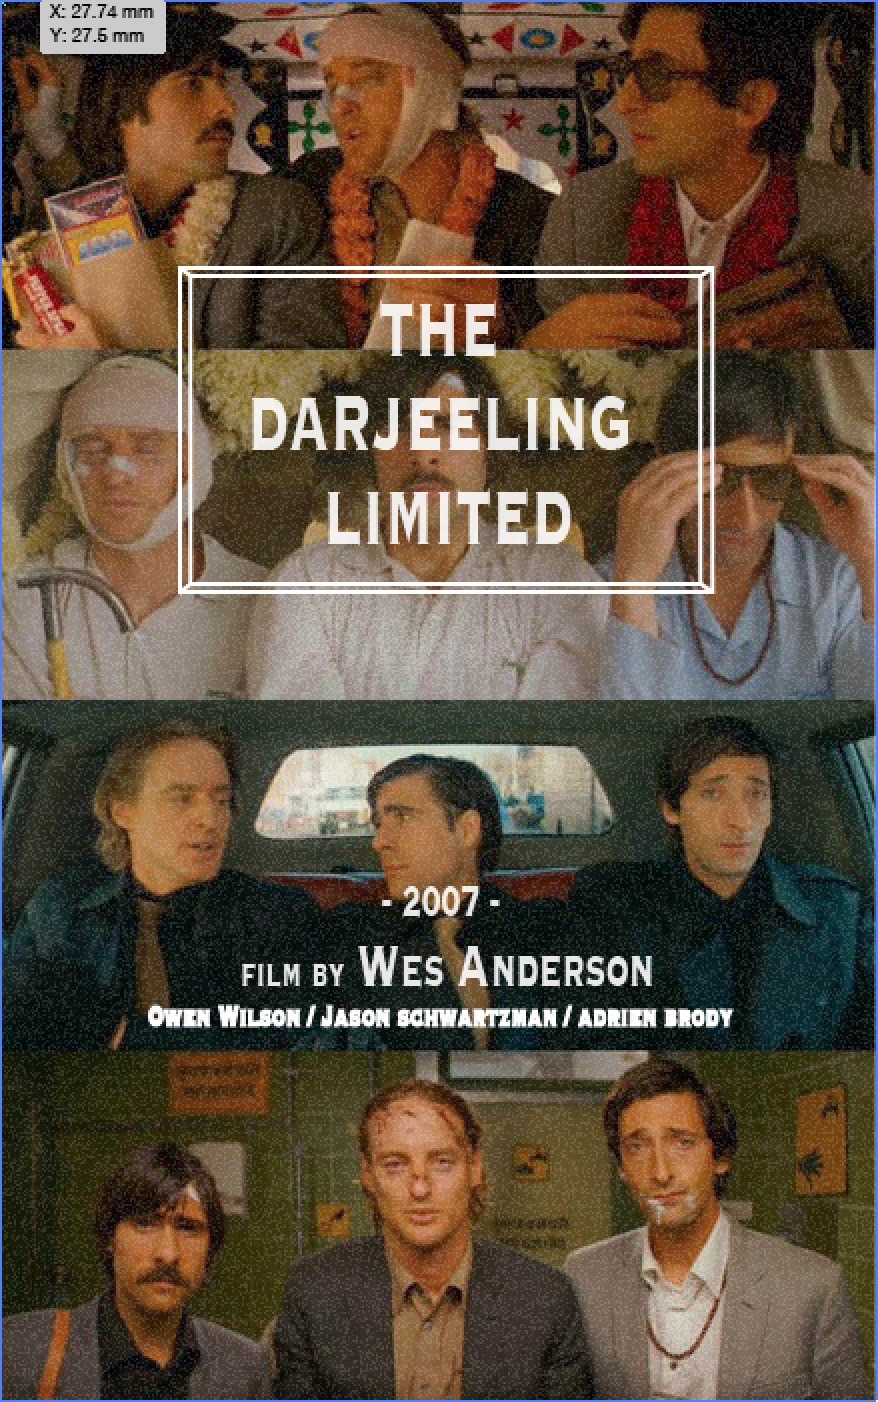 X: 27.74 mm
Y: 27.5 mm
THE
DARJEELING
LIMITED
- 2007 -
FILM BY WES ANDERSON
OWEN WILSON / JASON SCHWARTZMAN / ADRIEN BRODY